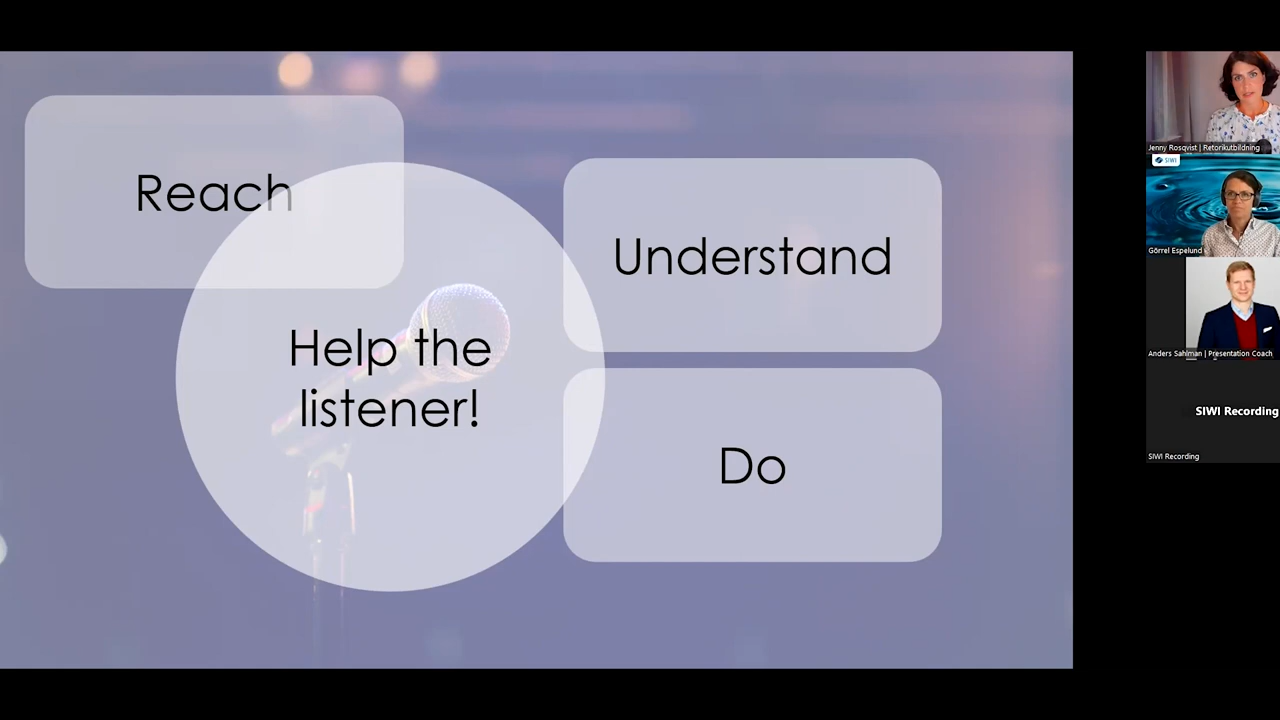 Reach
Understand
Help the
listener!
Do
Jenny Rosqvist | Retorikutbildning
SIWI
Görrel Espelund
Anders Sahlman | Presentation Coach
SIWI Recording
SIWI Recording